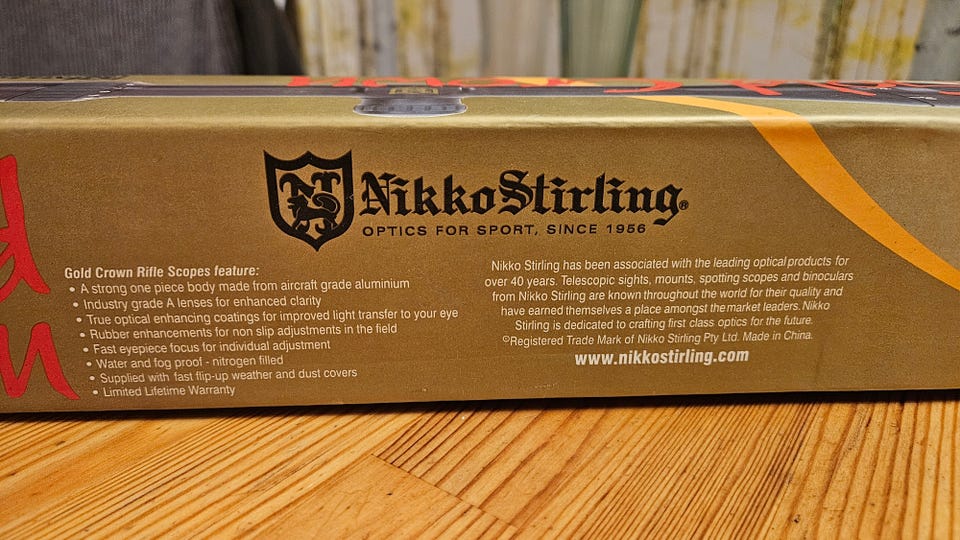 NikkoStirling®
OPTICS FOR SPORT, SINCE 1956
Gold Crown Rifle Scopes feature:
• A strong one piece body made from aircraft grade aluminium
• Industry grade A lenses for enhanced clarity
• True optical enhancing coatings for improved light transfer to your eye
• Rubber enhancements for non slip adjustments in the field
• Fast eyepiece focus for individual adjustment
• Water and fog proof - nitrogen filled
• Supplied with fast flip-up weather and dust covers
• Limited Lifetime Warranty
Nikko Stirling has been associated with the leading optical products for
over 40 years. Telescopic sights, mounts, spotting scopes and binoculars
from Nikko Stirling are known throughout the world for their quality and
have earned themselves a place amongst the market leaders. Nikko
Stirling is dedicated to crafting first class optics for the future.
©Registered Trade Mark of Nikko Stirling Pty Ltd. Made in China.
www.nikkostirling.com